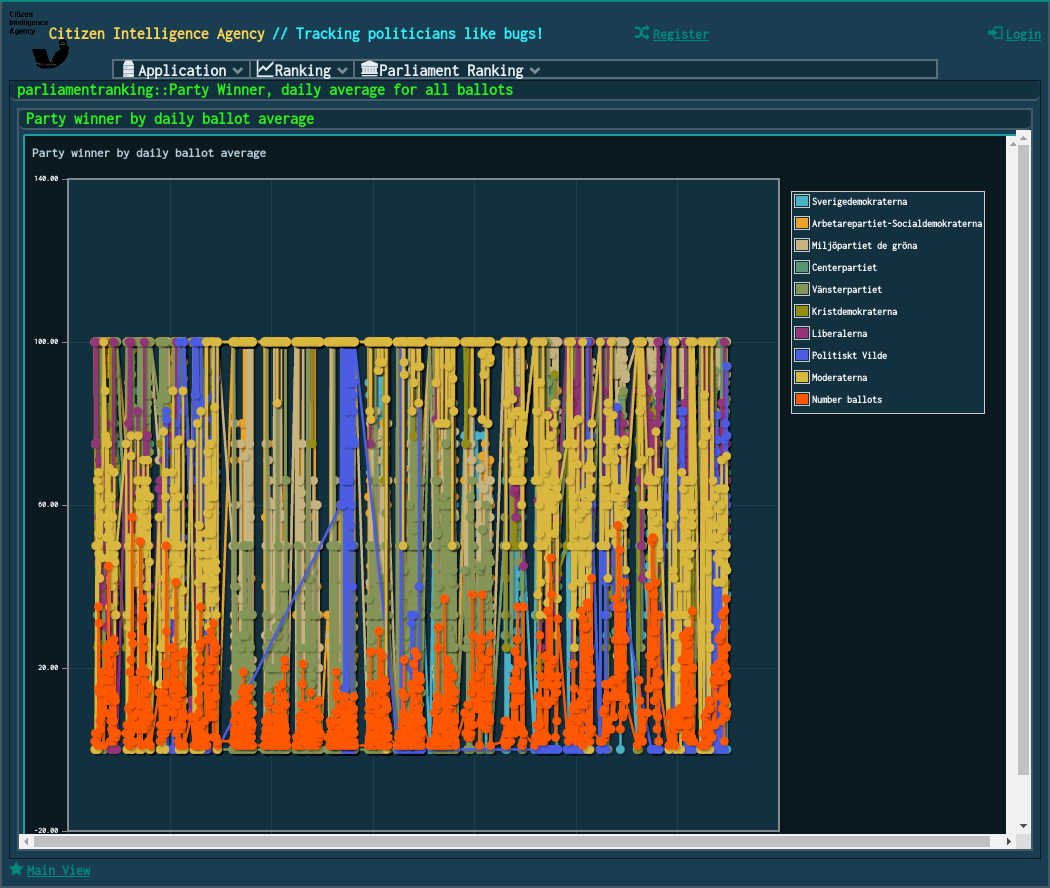 Citizen
Intelligence
Agency
Citizen Intelligence Agency // Tracking politicians like bugs!
Register
Login
Application
Ranking
Parliament Ranking
parliamentranking::Party Winner, daily average for all ballots
Party winner by daily ballot average
Party winner by daily ballot average
140.00
100.00
60.00
20.00
-20.00
Sverigedemokraterna
Arbetarepartiet-Socialdemokraterna
Miljöpartiet de gröna
Centerpartiet
Vänsterpartiet
Kristdemokraterna
Liberalerna
Politiskt Vilde
Moderaterna
Number ballots
Main View